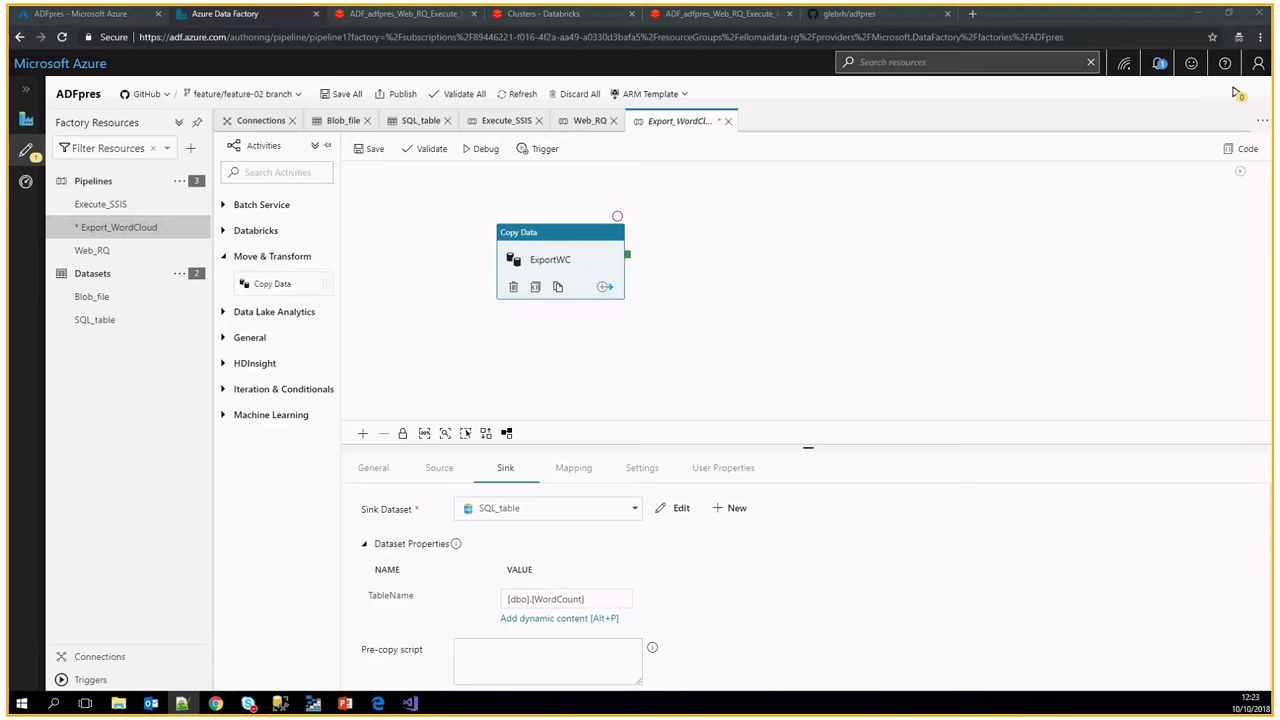 ADFpres - Microsoft Azure
Azure Data Factory
ADF_adfpres_Web_RQ_Execute_
Clusters - Databricks
ADF_adfpres_Web_RQ_Execute_
glebrh/adfpres
Secure
https://adf.azure.com/authoring/pipeline/pipeline1?factory=%2Fsubscriptions%2F89446221-f4f6-4f2a-aa49-a0330d3bafa5%2FresourceGroups%2Fellomaidata-rg%2Fproviders%2FMicrosoft.DataFactory%2Ffactories%2FADFpres
Microsoft Azure
Search resources
1
ADFpres
GitHub
feature/feature-02 branch
Save All
Publish
Validate All
Refresh
Discard All
ARM Template
0
Factory Resources
Connections
Blob_file
SQL_table
Execute_SSIS
Web_RQ
Export_WordCl... *
Filter Resources
Activities
Save
Validate
Debug
Trigger
Code
1
Search Activities
Pipelines
3
Execute_SSIS
* Export_WordCloud
Web_RQ
Datasets
2
Blob_file
SQL_table
Batch Service
Databricks
Move & Transform
Copy Data
Data Lake Analytics
General
HDInsight
Iteration & Conditionals
Machine Learning
Copy Data
ExportWC
General
Source
Sink
Mapping
Settings
User Properties
Sink Dataset *
SQL_table
Edit
New
Dataset Properties
NAME
VALUE
TableName
[dbo].[WordCount]
Add dynamic content [Alt+P]
Pre-copy script
Connections
Triggers
12:23
10/10/2018